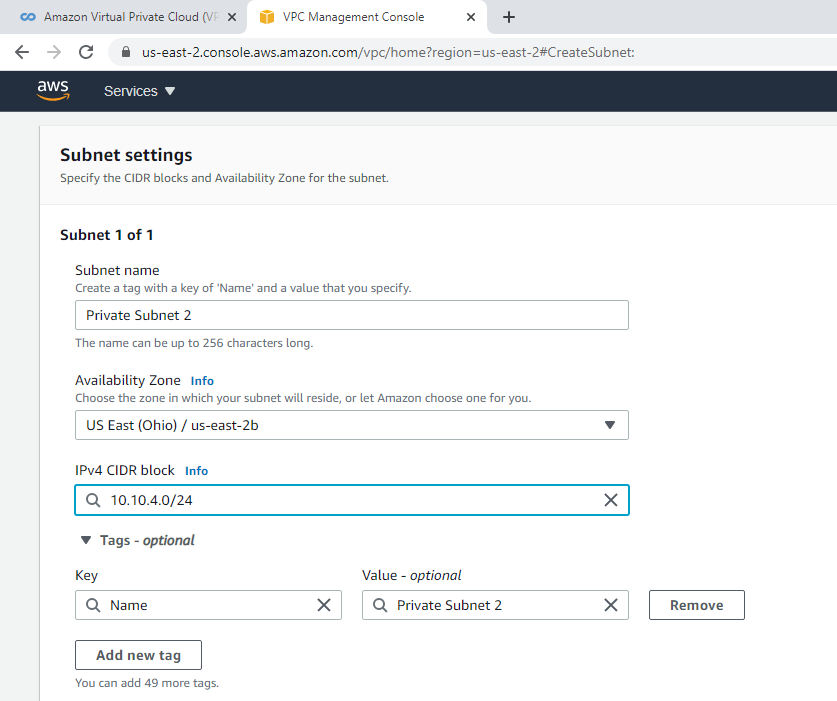 Amazon Virtual Private Cloud (VP
VPC Management Console
us-east-2.console.aws.amazon.com/vpc/home?region=us-east-2#CreateSubnet:
aws
Services
Subnet settings
Specify the CIDR blocks and Availability Zone for the subnet.
Subnet 1 of 1
Subnet name
Create a tag with a key of 'Name' and a value that you specify.
Private Subnet 2
The name can be up to 256 characters long.
Availability Zone Info
Choose the zone in which your subnet will reside, or let Amazon choose one for you.
US East (Ohio) / us-east-2b
IPv4 CIDR block Info
10.10.4.0/24
Tags - optional
Key Value - optional
Name Private Subnet 2 Remove
Add new tag
You can add 49 more tags.